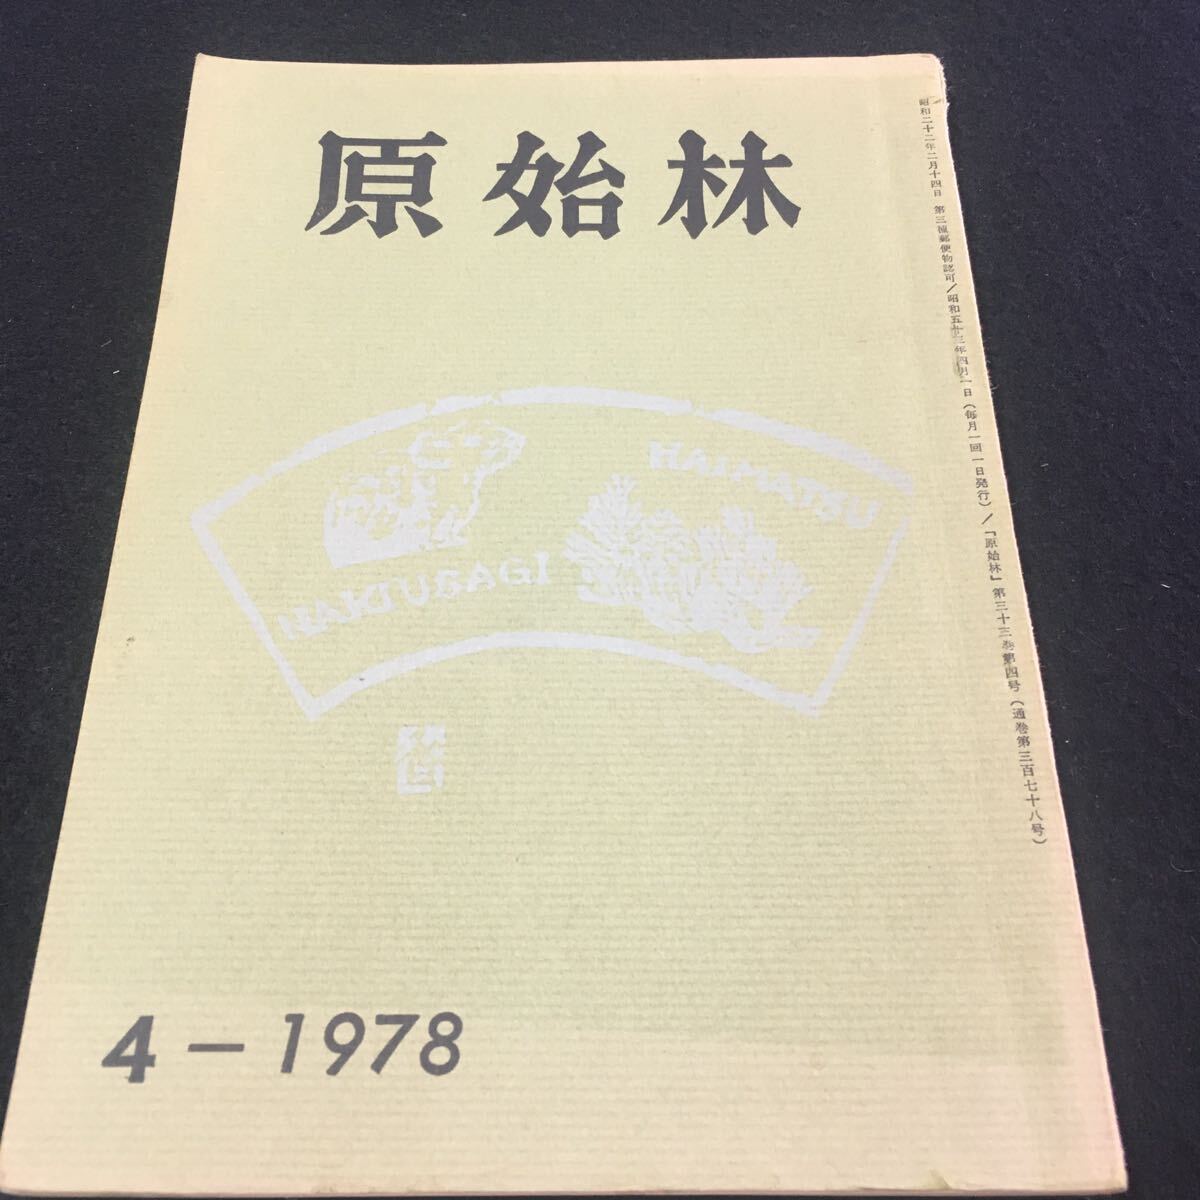 原始林
昭和二十二年二月十四日 第三種郵便物認可/昭和五十三年四月一日(毎月一回一日発行)/「原始林」第三十三巻第四号(通巻第三百七十八号)
HAIMATSU
NAKIUSAGI
4-1978